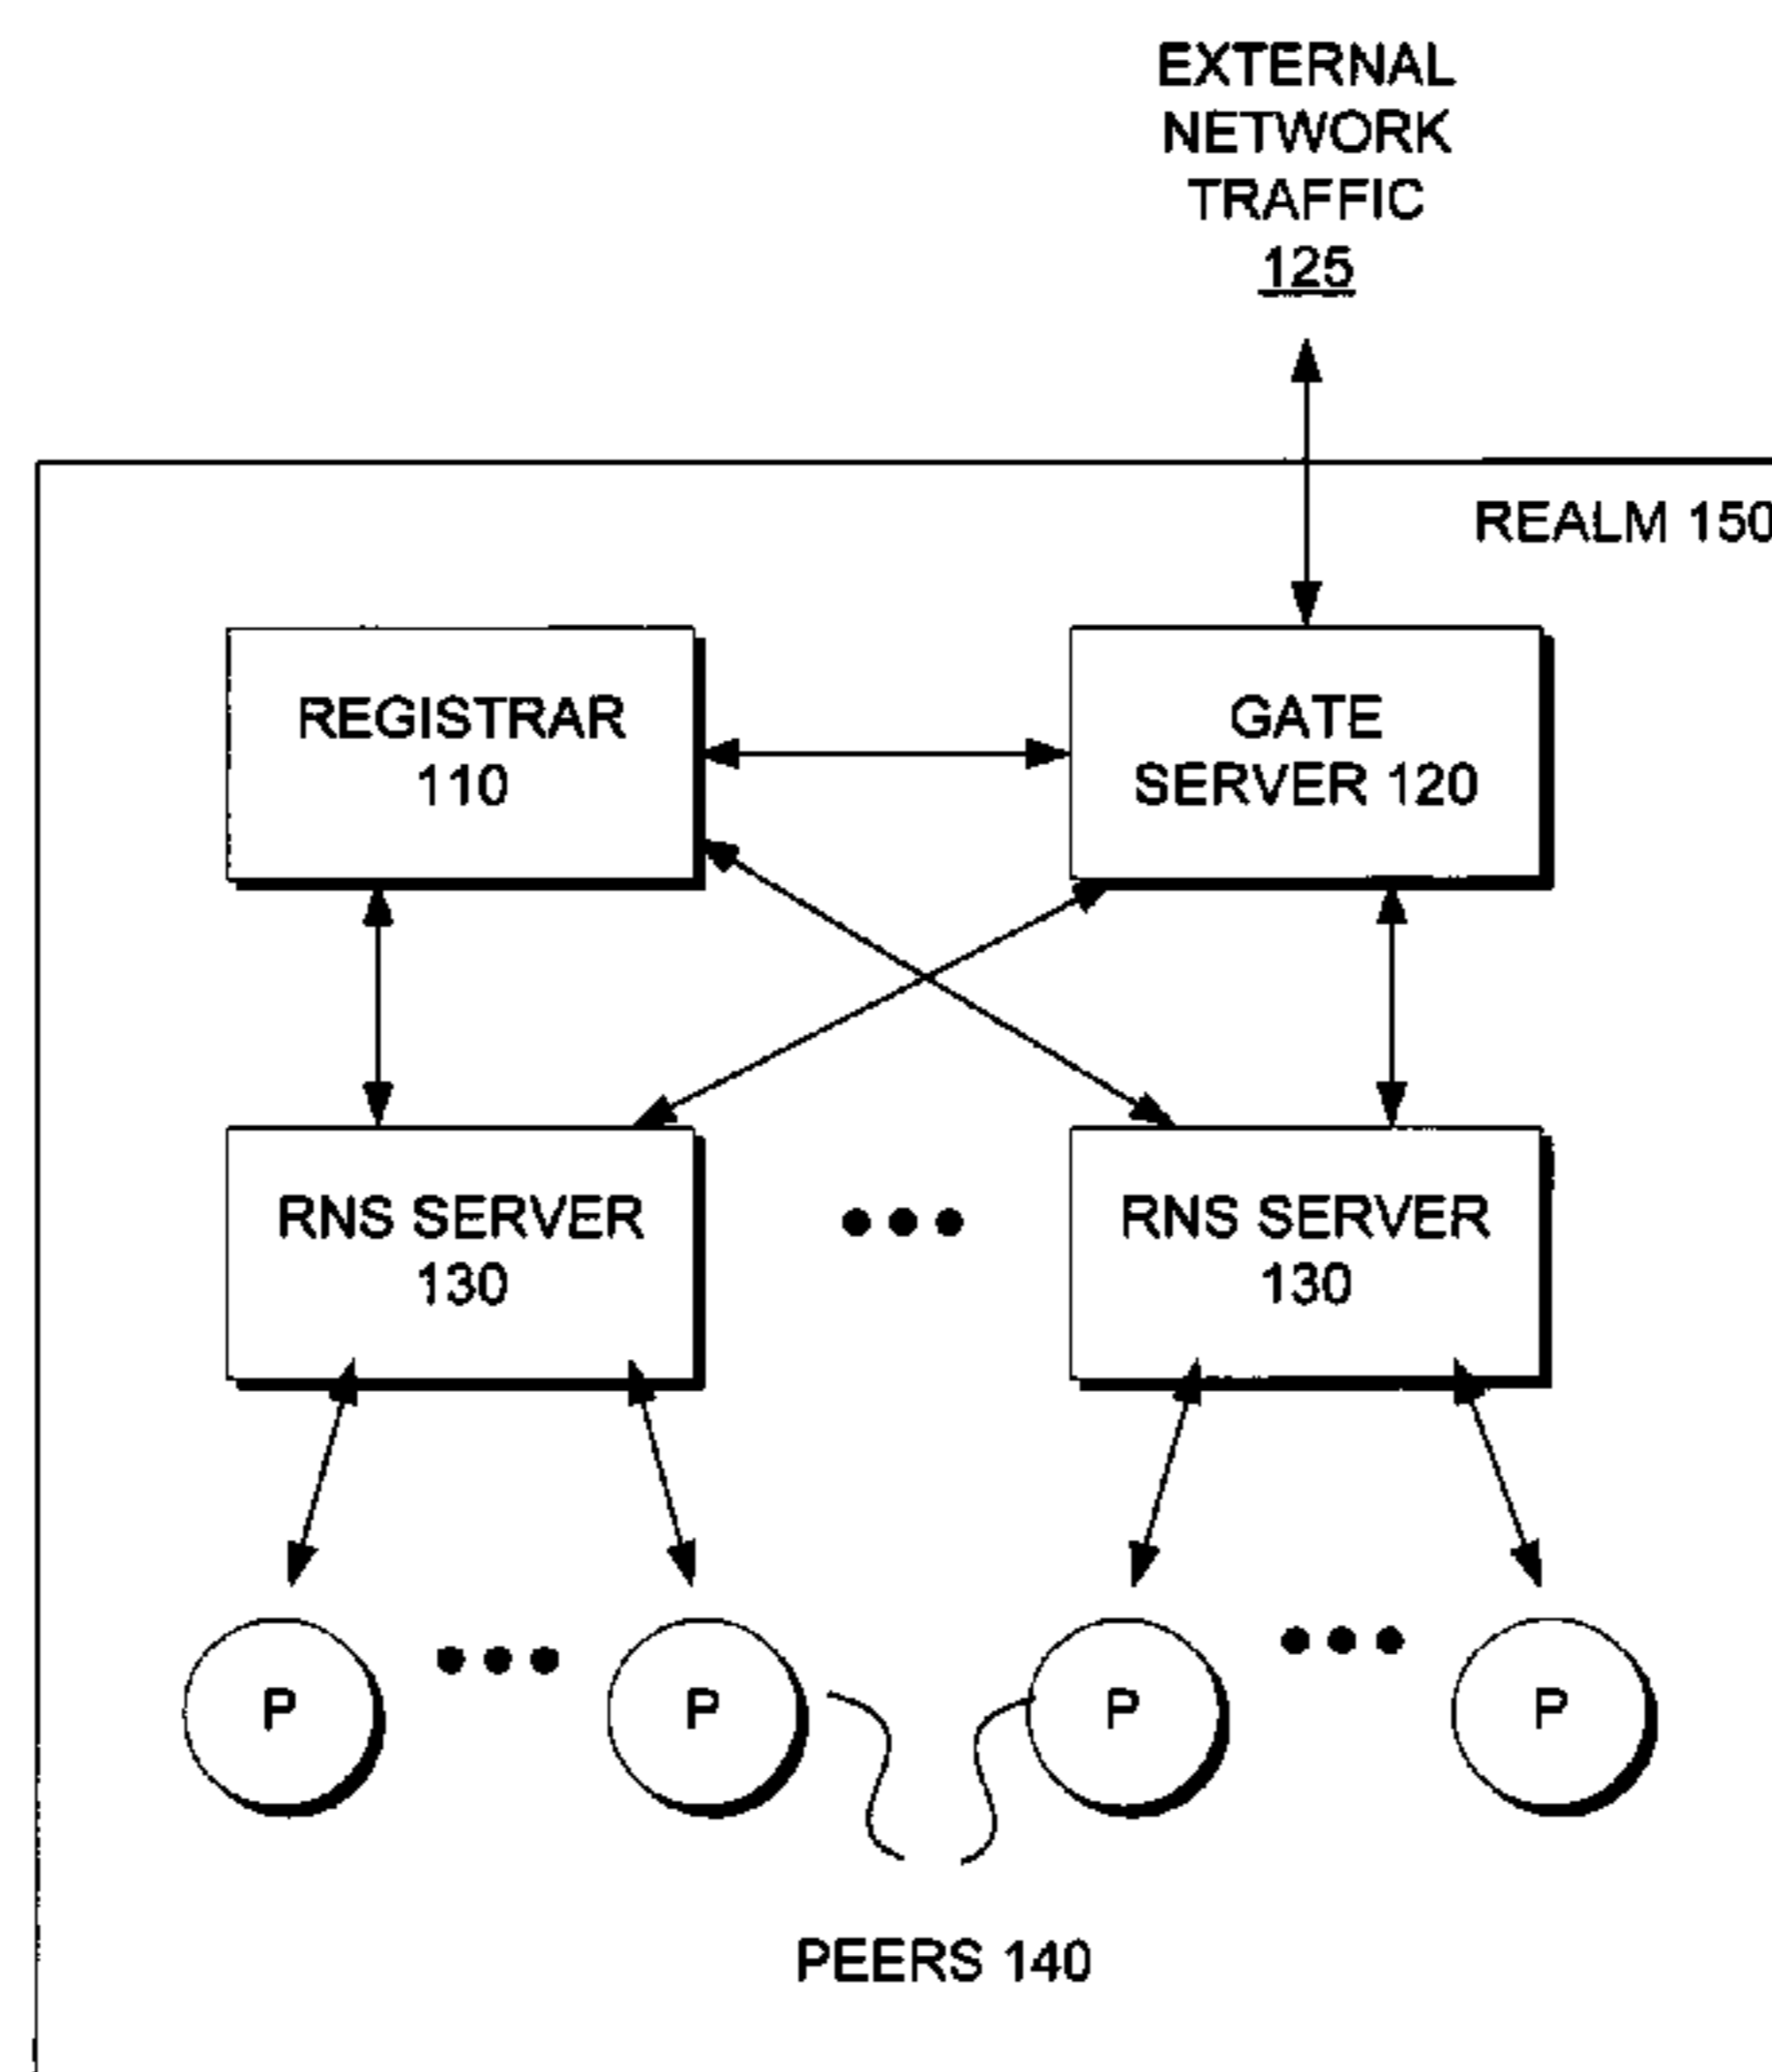 EXTERNAL
NETWORK
TRAFFIC
125
REALM 150
REGISTRAR
110
GATE
SERVER 120
RNS SERVER
130
RNS SERVER
130
P
P
P
P
PEERS 140